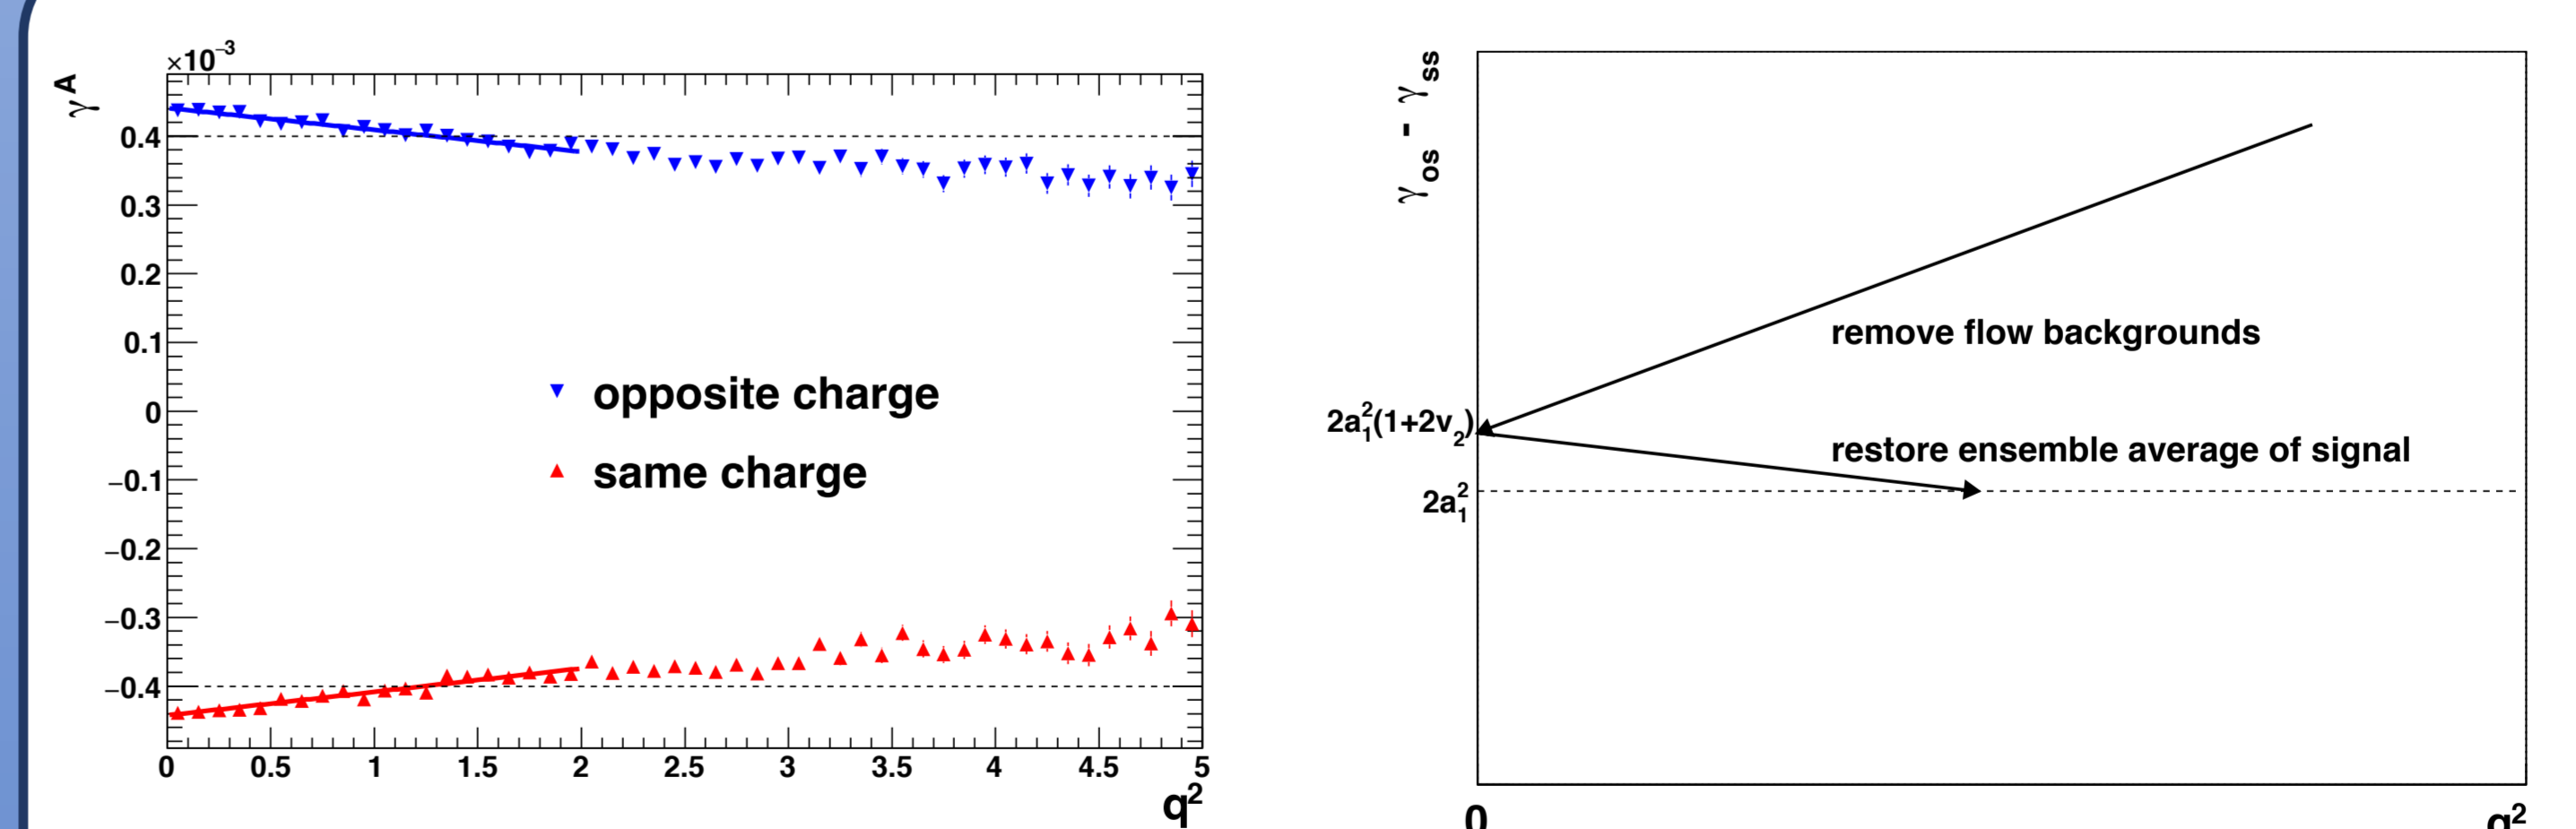 ×10⁻³
γᴬ
0.4
0.3
0.2
0.1
0
−0.1
−0.2
−0.3
−0.4
opposite charge
same charge
0 0.5 1 1.5 2 2.5 3 3.5 4 4.5 5
q²
γos - γss
remove flow backgrounds
2a₁²(1+2v₂)
restore ensemble average of signal
2a₁²
0
q²